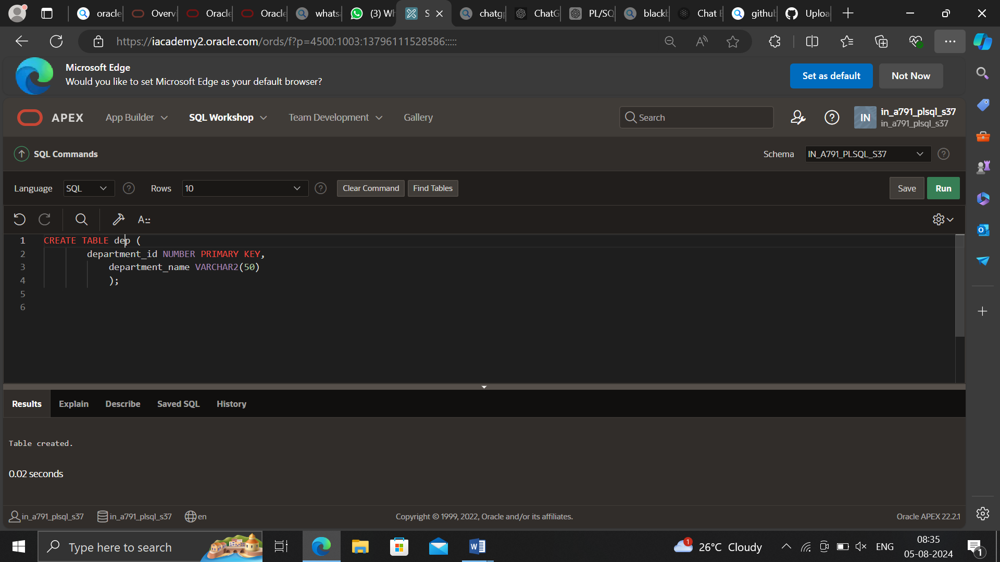 oracle Overvi Oracle Oracle whats (3) Wh S chatg ChatG PL/SQ black Chat githu Uploa
https://iacademy2.oracle.com/ords/f?p=4500:1003:13796111528586:::::
Microsoft Edge
Would you like to set Microsoft Edge as your default browser?
Set as default Not Now
APEX App Builder SQL Workshop Team Development Gallery Search IN in_a791_plsql_s37
in_a791_plsql_s37
SQL Commands Schema IN_A791_PLSQL_S37
Language SQL Rows 10 Clear Command Find Tables Save Run
A::
1 CREATE TABLE dep (
2 department_id NUMBER PRIMARY KEY,
3 department_name VARCHAR2(50)
4 );
5
6
Results Explain Describe Saved SQL History
Table created.
0.02 seconds
in_a791_plsql_s37 in_a791_plsql_s37 en Copyright © 1999, 2022, Oracle and/or its affiliates. Oracle APEX 22.2.1
Type here to search 1 26°C Cloudy ENG 08:35
05-08-2024 1